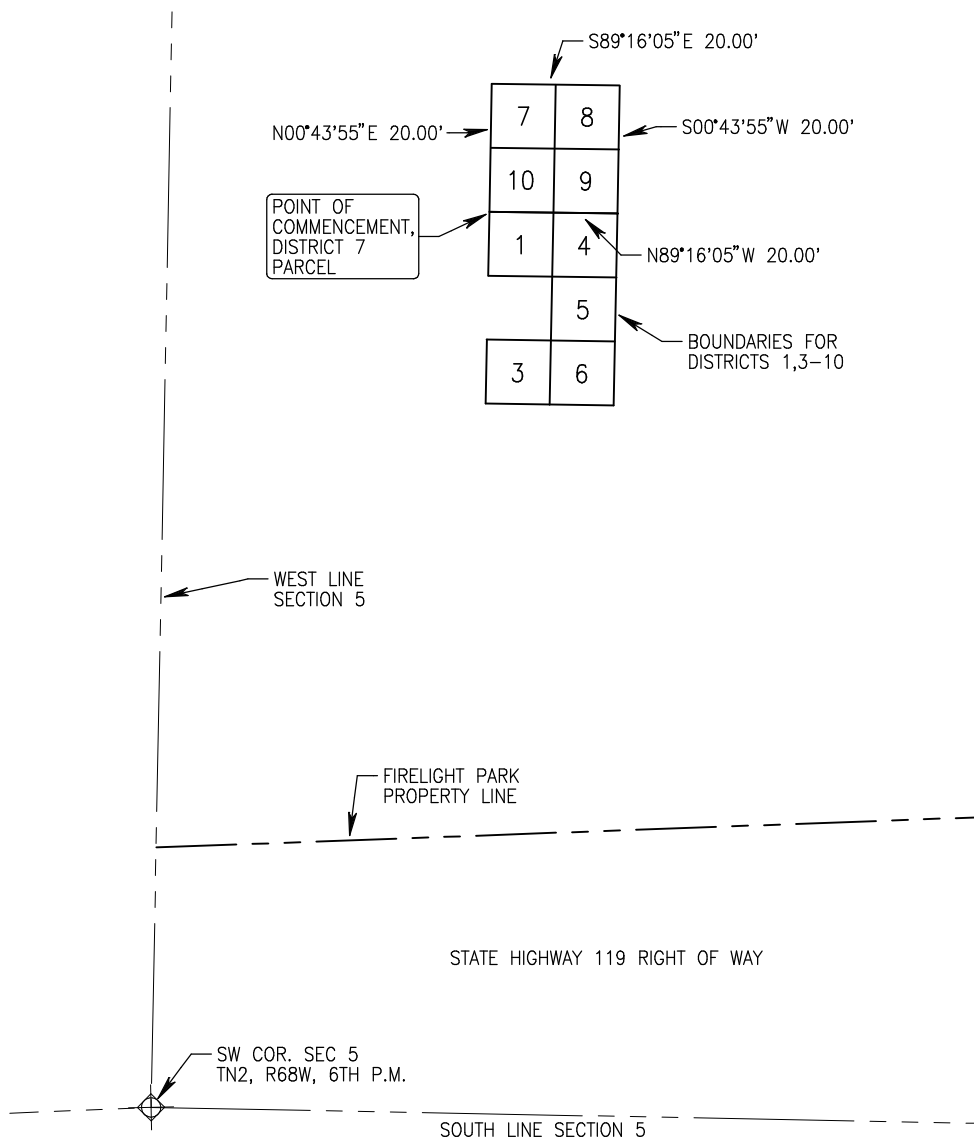 S89°16'05"E 20.00'
7 8
N00°43'55"E 20.00'
S00°43'55"W 20.00'
10 9
POINT OF
COMMENCEMENT,
DISTRICT 7
PARCEL
1 4
N89°16'05"W 20.00'
5
BOUNDARIES FOR
DISTRICTS 1,3-10
3 6
WEST LINE
SECTION 5
FIRELIGHT PARK
PROPERTY LINE
STATE HIGHWAY 119 RIGHT OF WAY
SW COR. SEC 5
TN2, R68W, 6TH P.M.
SOUTH LINE SECTION 5